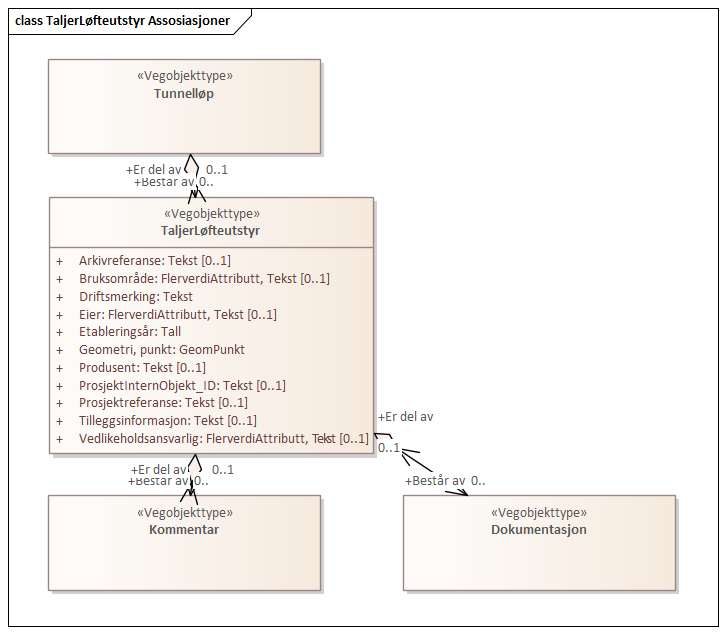 class TaljerLøfteutstyr Assosiasjoner
«Vegobjekttype»
Tunnelløp
+Er del av 0..1
+Består av 0..
«Vegobjekttype»
TaljerLøfteutstyr
+ Arkivreferanse: Tekst [0..1]
+ Bruksområde: FlerverdiAttributt, Tekst [0..1]
+ Driftsmerking: Tekst
+ Eier: FlerverdiAttributt, Tekst [0..1]
+ Etableringsår: Tall
+ Geometri, punkt: GeomPunkt
+ Produsent: Tekst [0..1]
+ ProsjektInternObjekt_ID: Tekst [0..1]
+ Prosjektreferanse: Tekst [0..1]
+ Tilleggsinformasjon: Tekst [0..1]
+ Vedlikeholdsansvarlig: FlerverdiAttributt, Tekst [0..1]
+Er del av
0..1
+Er del av 0..1
+Består av 0..
+Består av 0..
«Vegobjekttype»
Kommentar
«Vegobjekttype»
Dokumentasjon